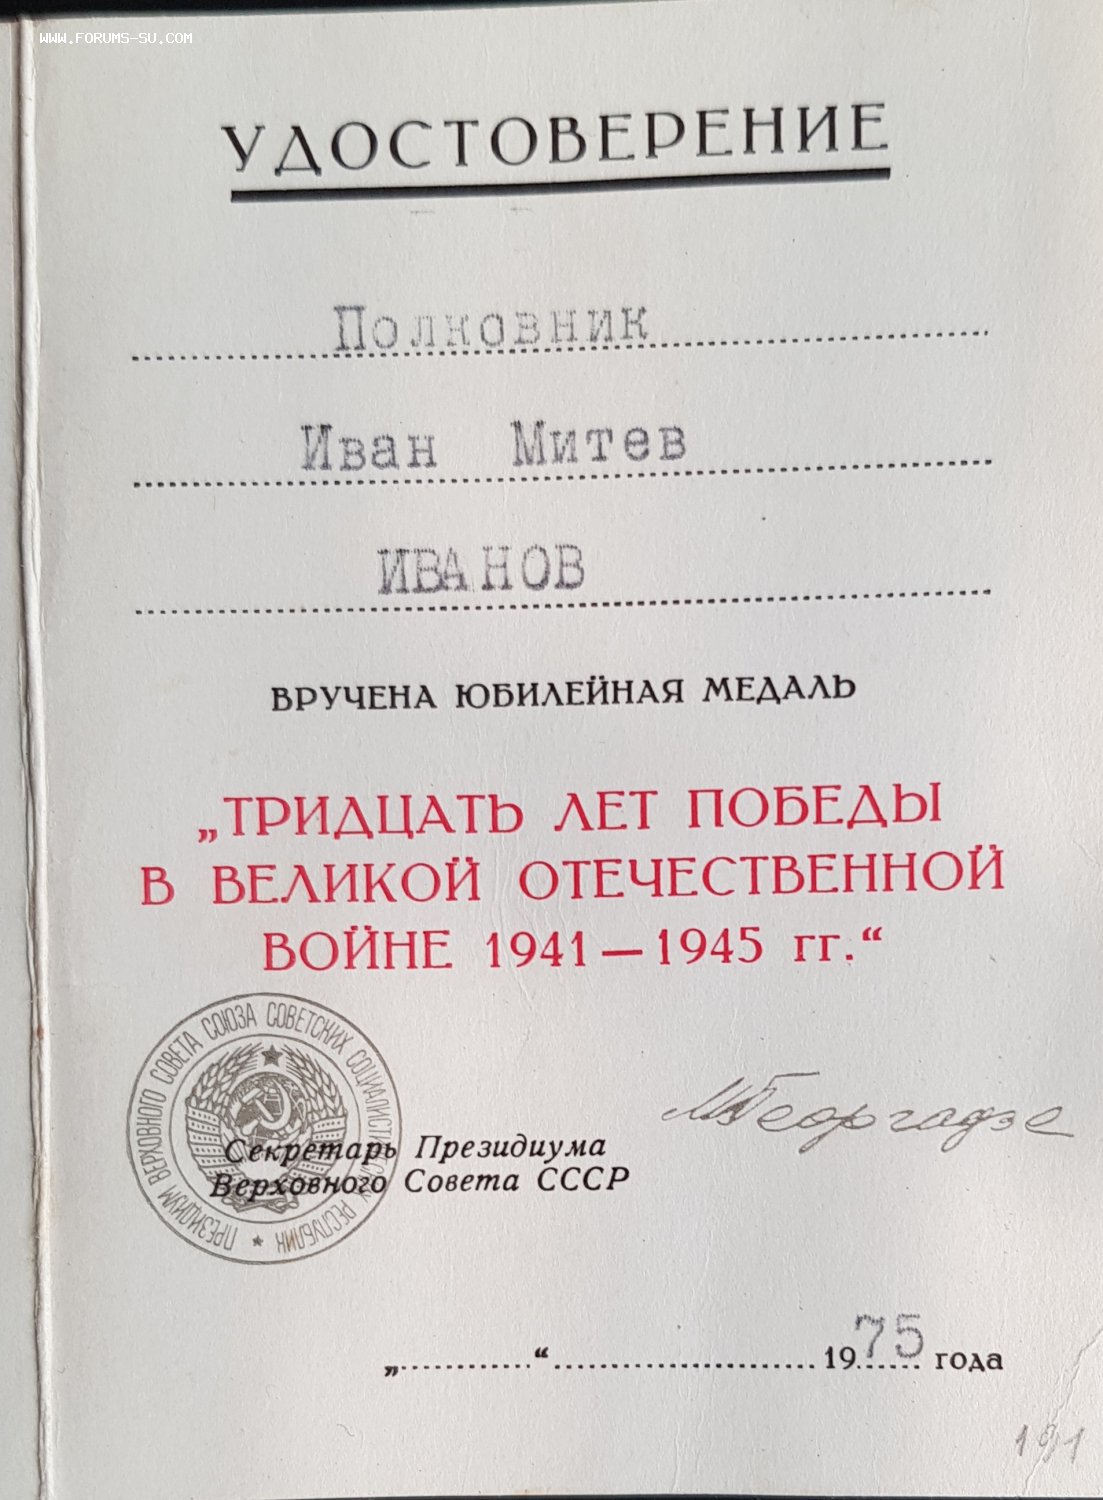 www.forums-su.com
УДОСТОВЕРЕНИЕ
Полковник
Иван Митев
ИВАНОВ
ВРУЧЕНА ЮБИЛЕЙНАЯ МЕДАЛЬ
„ТРИДЦАТЬ ЛЕТ ПОБЕДЫ
В ВЕЛИКОЙ ОТЕЧЕСТВЕННОЙ
ВОЙНЕ 1941—1945 гг.“
ПРЕЗИДИУМ ВЕРХОВНОГО СОВЕТА СОЮЗА СОВЕТСКИХ СОЦИАЛИСТИЧЕСКИХ РЕСПУБЛИК
МГеоргадзе
Секретарь Президиума
Верховного Совета СССР
„............“........................1975 года
191